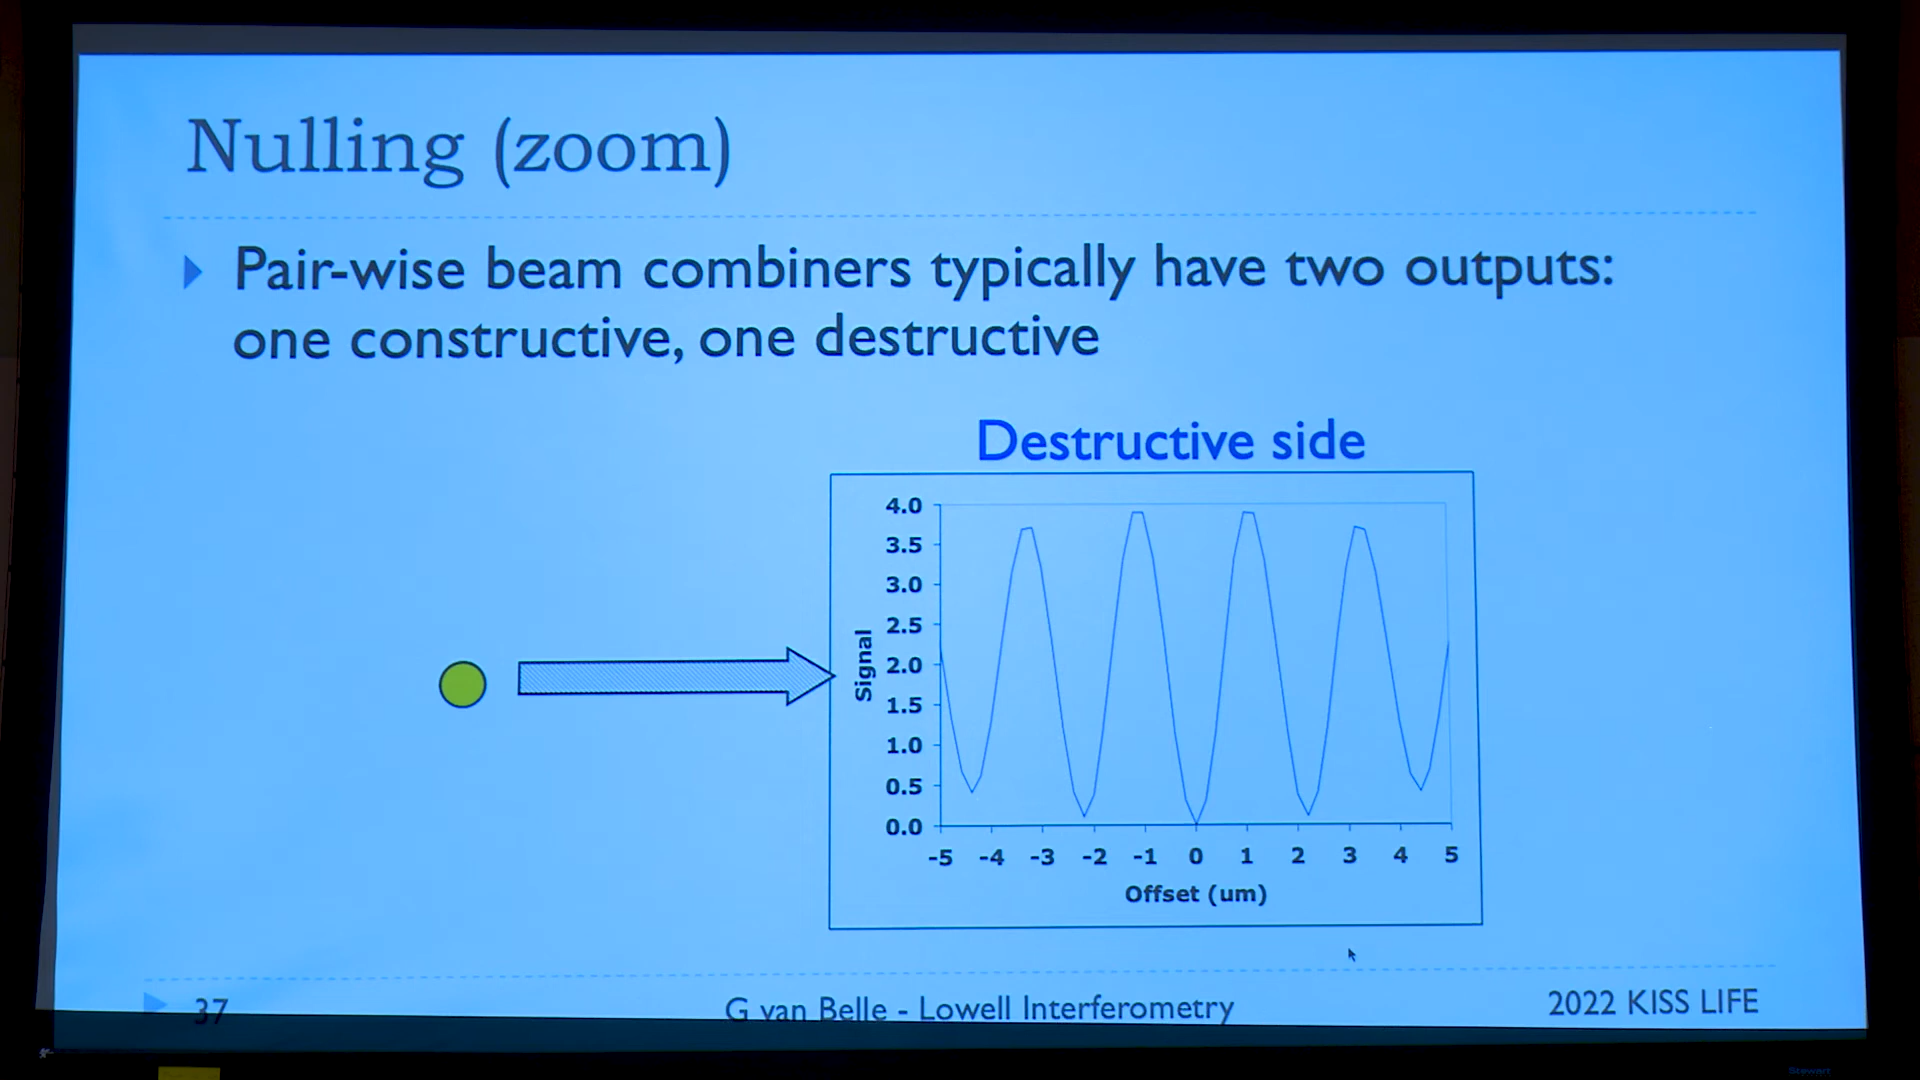 Nulling (zoom)
Pair-wise beam combiners typically have two outputs:
one constructive, one destructive
Destructive side
4.0
3.5
3.0
2.5
2.0
1.5
1.0
0.5
0.0
Signal
-5 -4 -3 -2 -1 0 1 2 3 4 5
Offset (um)
37 G van Belle - Lowell Interferometry 2022 KISS LIFE
Stewart